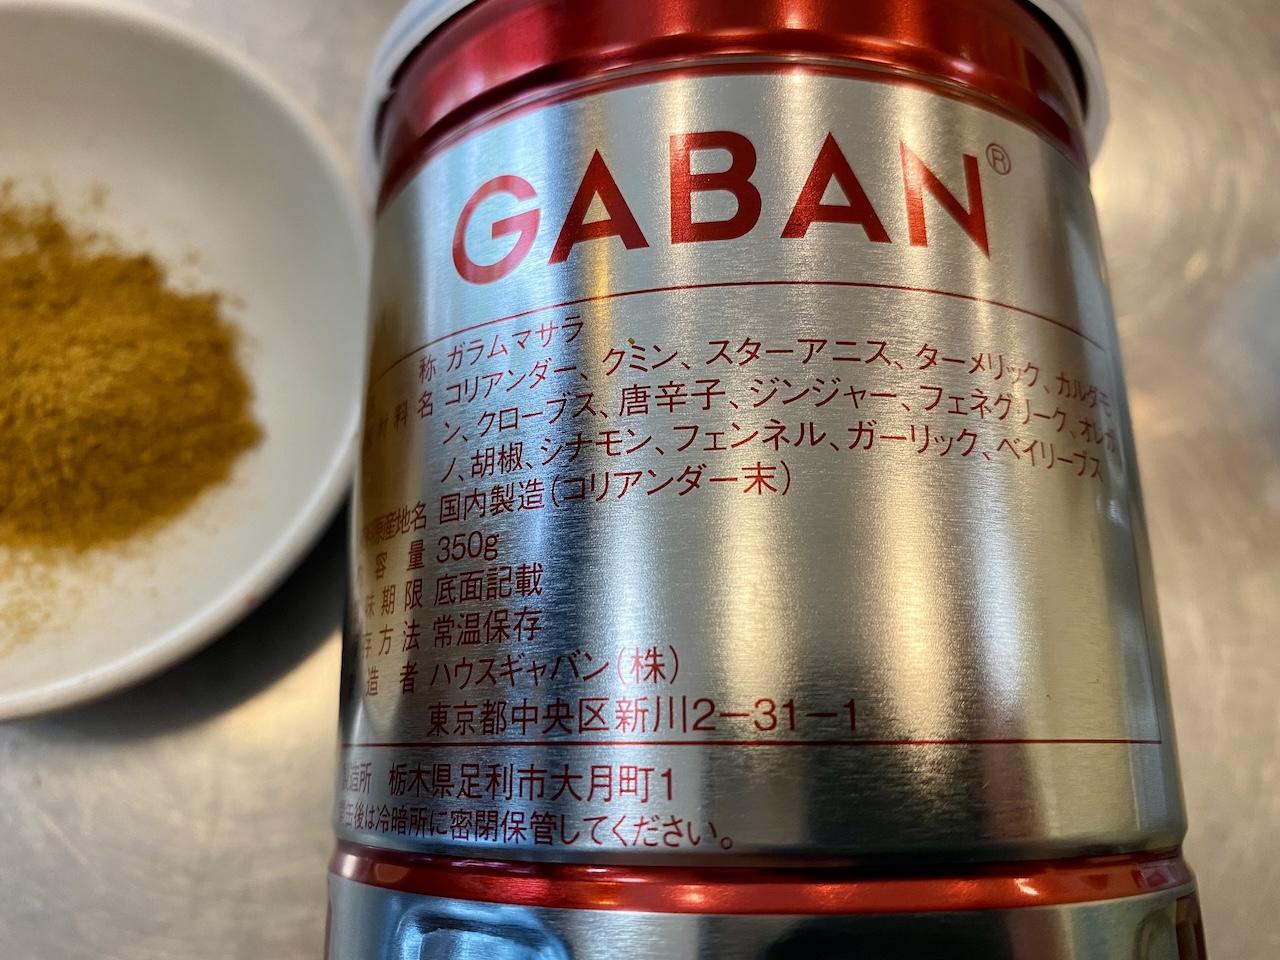 GABAN®
称 ガラムマサラ
材料名 コリアンダー、クミン、スターアニス、ターメリック、カルダモ
ン、クローブス、唐辛子、ジンジャー、フェネグリーク、オレガ
ノ、胡椒、シナモン、フェンネル、ガーリック、ベイリーブス
原産地名 国内製造(コリアンダー末)
容量 350g
味期限 底面記載
存方法 常温保存
造者 ハウスギャバン(株)
東京都中央区新川2-31-1
造所 栃木県足利市大月町1
缶後は冷暗所に密閉保管してください。